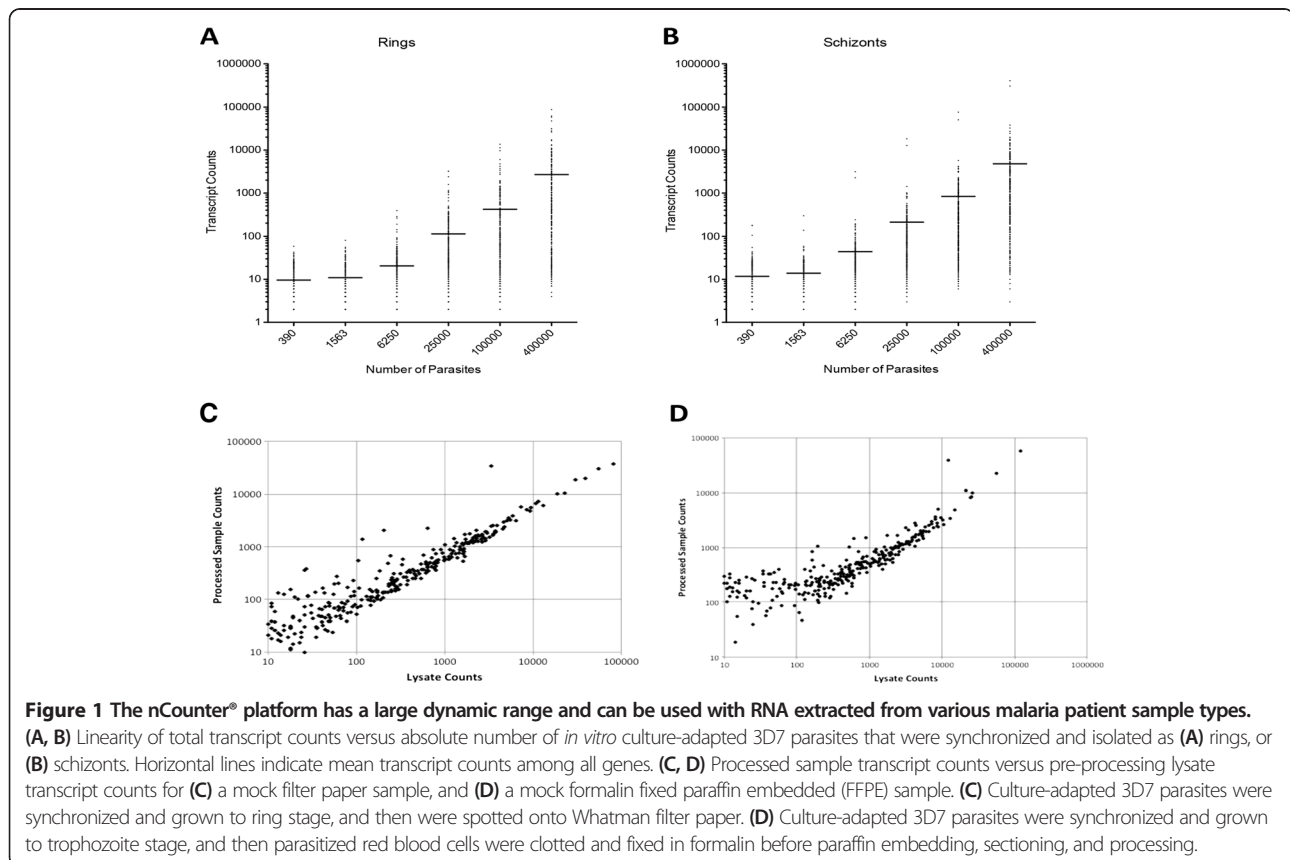 A
Rings
1000000
100000
10000
1000
100
10
1
Transcript Counts
390
1563
6250
25000
100000
400000
Number of Parasites
B
Schizonts
1000000
100000
10000
1000
100
10
1
Transcript Counts
390
1563
6250
25000
100000
400000
Number of Parasites
C
100000
10000
1000
100
10
Processed Sample Counts
10
100
1000
10000
100000
Lysate Counts
D
100000
10000
1000
100
10
Processed Sample Counts
10
100
1000
10000
100000
1000000
Lysate Counts
Figure 1 The nCounter® platform has a large dynamic range and can be used with RNA extracted from various malaria patient sample types.
(A, B) Linearity of total transcript counts versus absolute number of in vitro culture-adapted 3D7 parasites that were synchronized and isolated as (A) rings, or
(B) schizonts. Horizontal lines indicate mean transcript counts among all genes. (C, D) Processed sample transcript counts versus pre-processing lysate
transcript counts for (C) a mock filter paper sample, and (D) a mock formalin fixed paraffin embedded (FFPE) sample. (C) Culture-adapted 3D7 parasites were
synchronized and grown to ring stage, and then were spotted onto Whatman filter paper. (D) Culture-adapted 3D7 parasites were synchronized and grown
to trophozoite stage, and then parasitized red blood cells were clotted and fixed in formalin before paraffin embedding, sectioning, and processing.